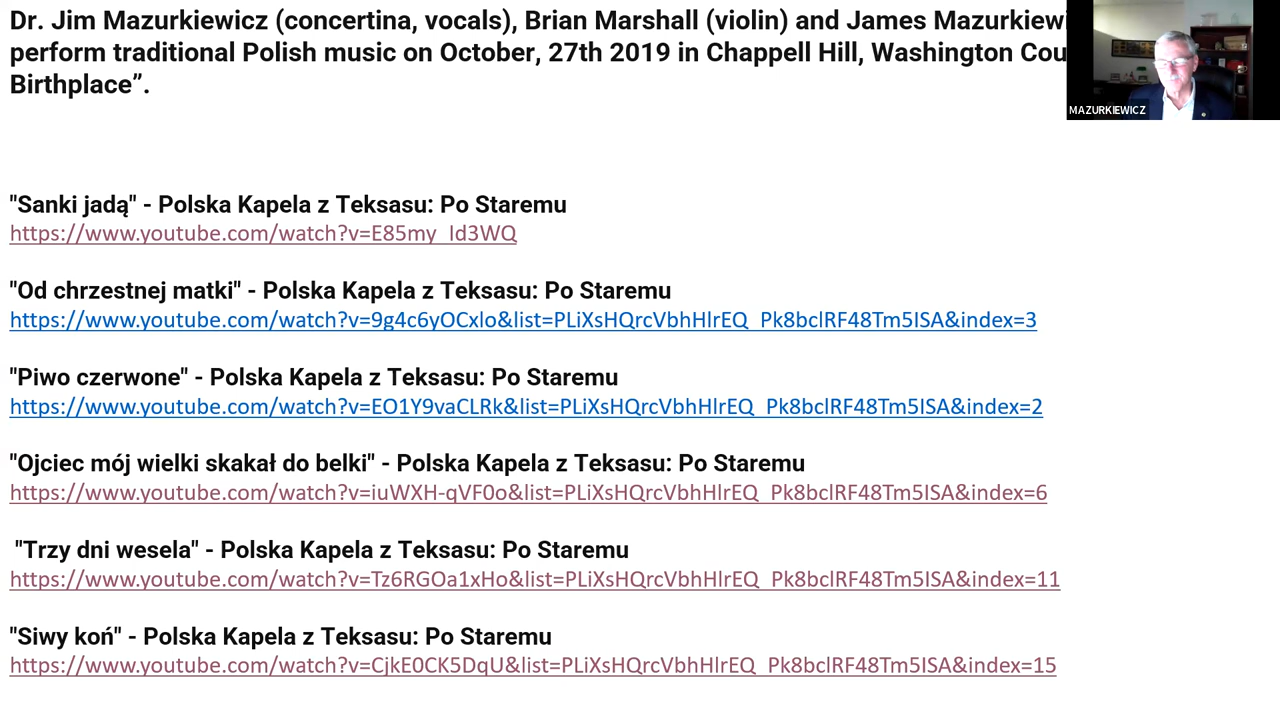 Dr. Jim Mazurkiewicz (concertina, vocals), Brian Marshall (violin) and James Mazurkiewi
perform traditional Polish music on October, 27th 2019 in Chappell Hill, Washington Cou
Birthplace”.
MAZURKIEWICZ
"Sanki jadą" - Polska Kapela z Teksasu: Po Staremu
https://www.youtube.com/watch?v=E85my_Id3WQ
"Od chrzestnej matki" - Polska Kapela z Teksasu: Po Staremu
https://www.youtube.com/watch?v=9g4c6yOCxlo&list=PLiXsHQrcVbhHlrEQ_Pk8bclRF48Tm5ISA&index=3
"Piwo czerwone" - Polska Kapela z Teksasu: Po Staremu
https://www.youtube.com/watch?v=EO1Y9vaCLRk&list=PLiXsHQrcVbhHlrEQ_Pk8bclRF48Tm5ISA&index=2
"Ojciec mój wielki skakał do belki" - Polska Kapela z Teksasu: Po Staremu
https://www.youtube.com/watch?v=iuWXH-qVF0o&list=PLiXsHQrcVbhHlrEQ_Pk8bclRF48Tm5ISA&index=6
"Trzy dni wesela" - Polska Kapela z Teksasu: Po Staremu
https://www.youtube.com/watch?v=Tz6RGOa1xHo&list=PLiXsHQrcVbhHlrEQ_Pk8bclRF48Tm5ISA&index=11
"Siwy koń" - Polska Kapela z Teksasu: Po Staremu
https://www.youtube.com/watch?v=CjkE0CK5DqU&list=PLiXsHQrcVbhHlrEQ_Pk8bclRF48Tm5ISA&index=15